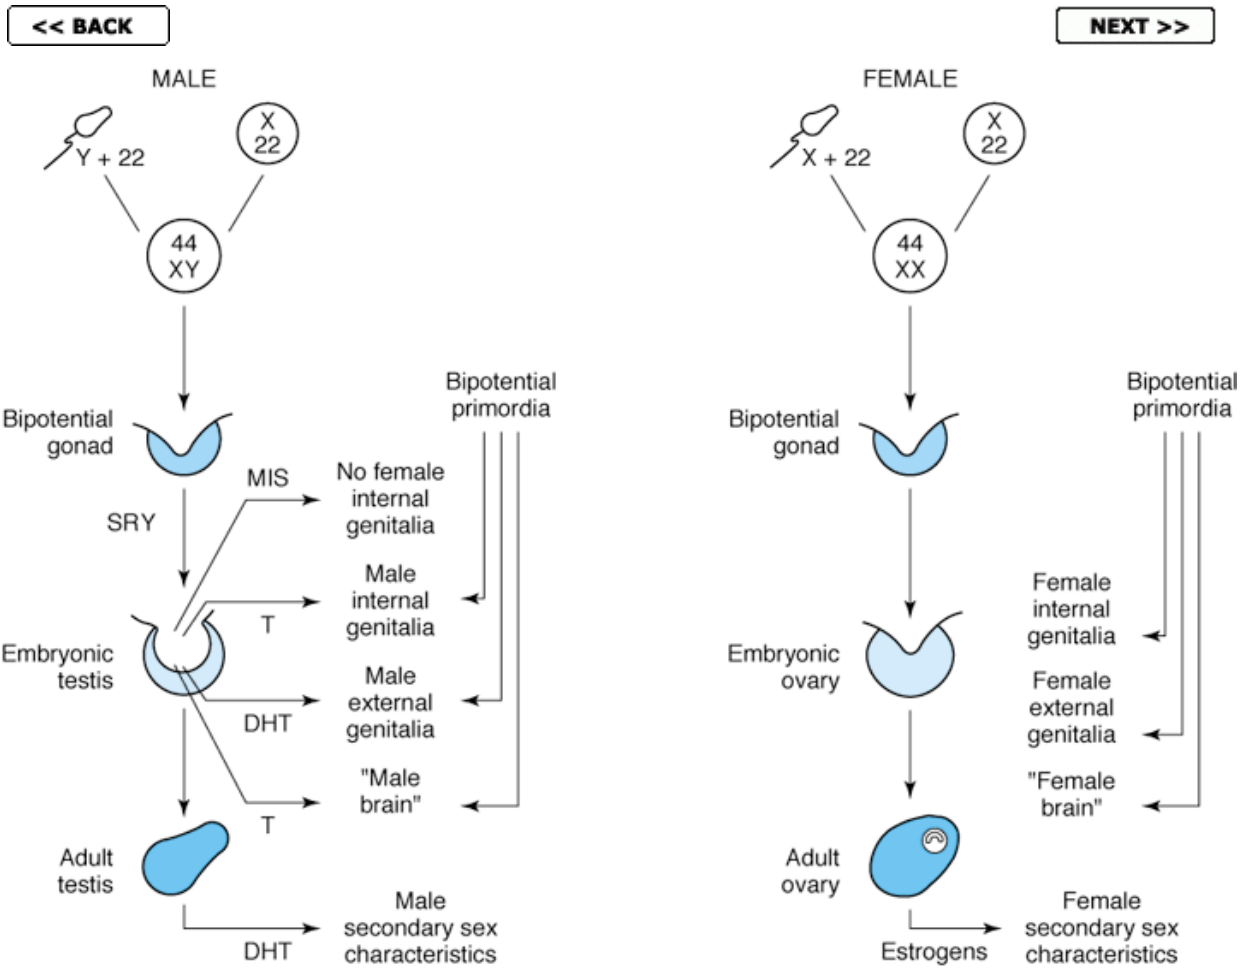 << BACK
NEXT >>
MALE
Y + 22
X
22
44
XY
Bipotential
gonad
Bipotential
primordia
SRY
MIS
No female
internal
genitalia
T
Male
internal
genitalia
Embryonic
testis
DHT
Male
external
genitalia
T
"Male
brain"
Adult
testis
DHT
Male
secondary sex
characteristics
FEMALE
X + 22
X
22
44
XX
Bipotential
gonad
Bipotential
primordia
Female
internal
genitalia
Embryonic
ovary
Female
external
genitalia
"Female
brain"
Adult
ovary
Estrogens
Female
secondary sex
characteristics